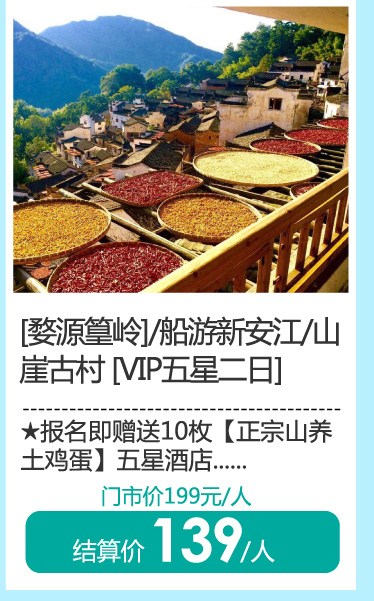 [婺源篁岭]/船游新安江/山
崖古村 [VIP五星二日]
★报名即赠送10枚【正宗山养
土鸡蛋】五星酒店......
门市价199元/人
结算价 139/人